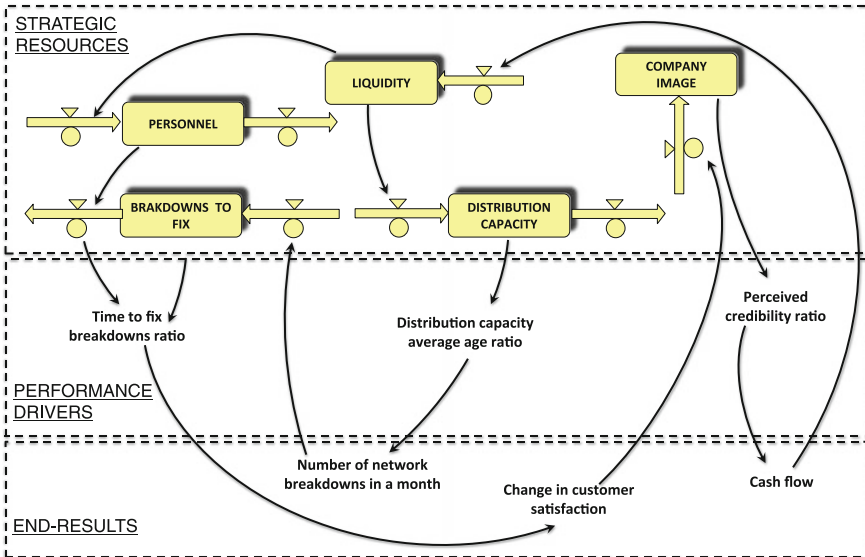 STRATEGIC
RESOURCES
LIQUIDITY
COMPANY
IMAGE
PERSONNEL
BRAKDOWNS TO
FIX
DISTRIBUTION
CAPACITY
Time to fix
breakdowns ratio
Distribution capacity
average age ratio
Perceived
credibility ratio
PERFORMANCE
DRIVERS
Number of network
breakdowns in a month
Change in customer
satisfaction
Cash flow
END-RESULTS